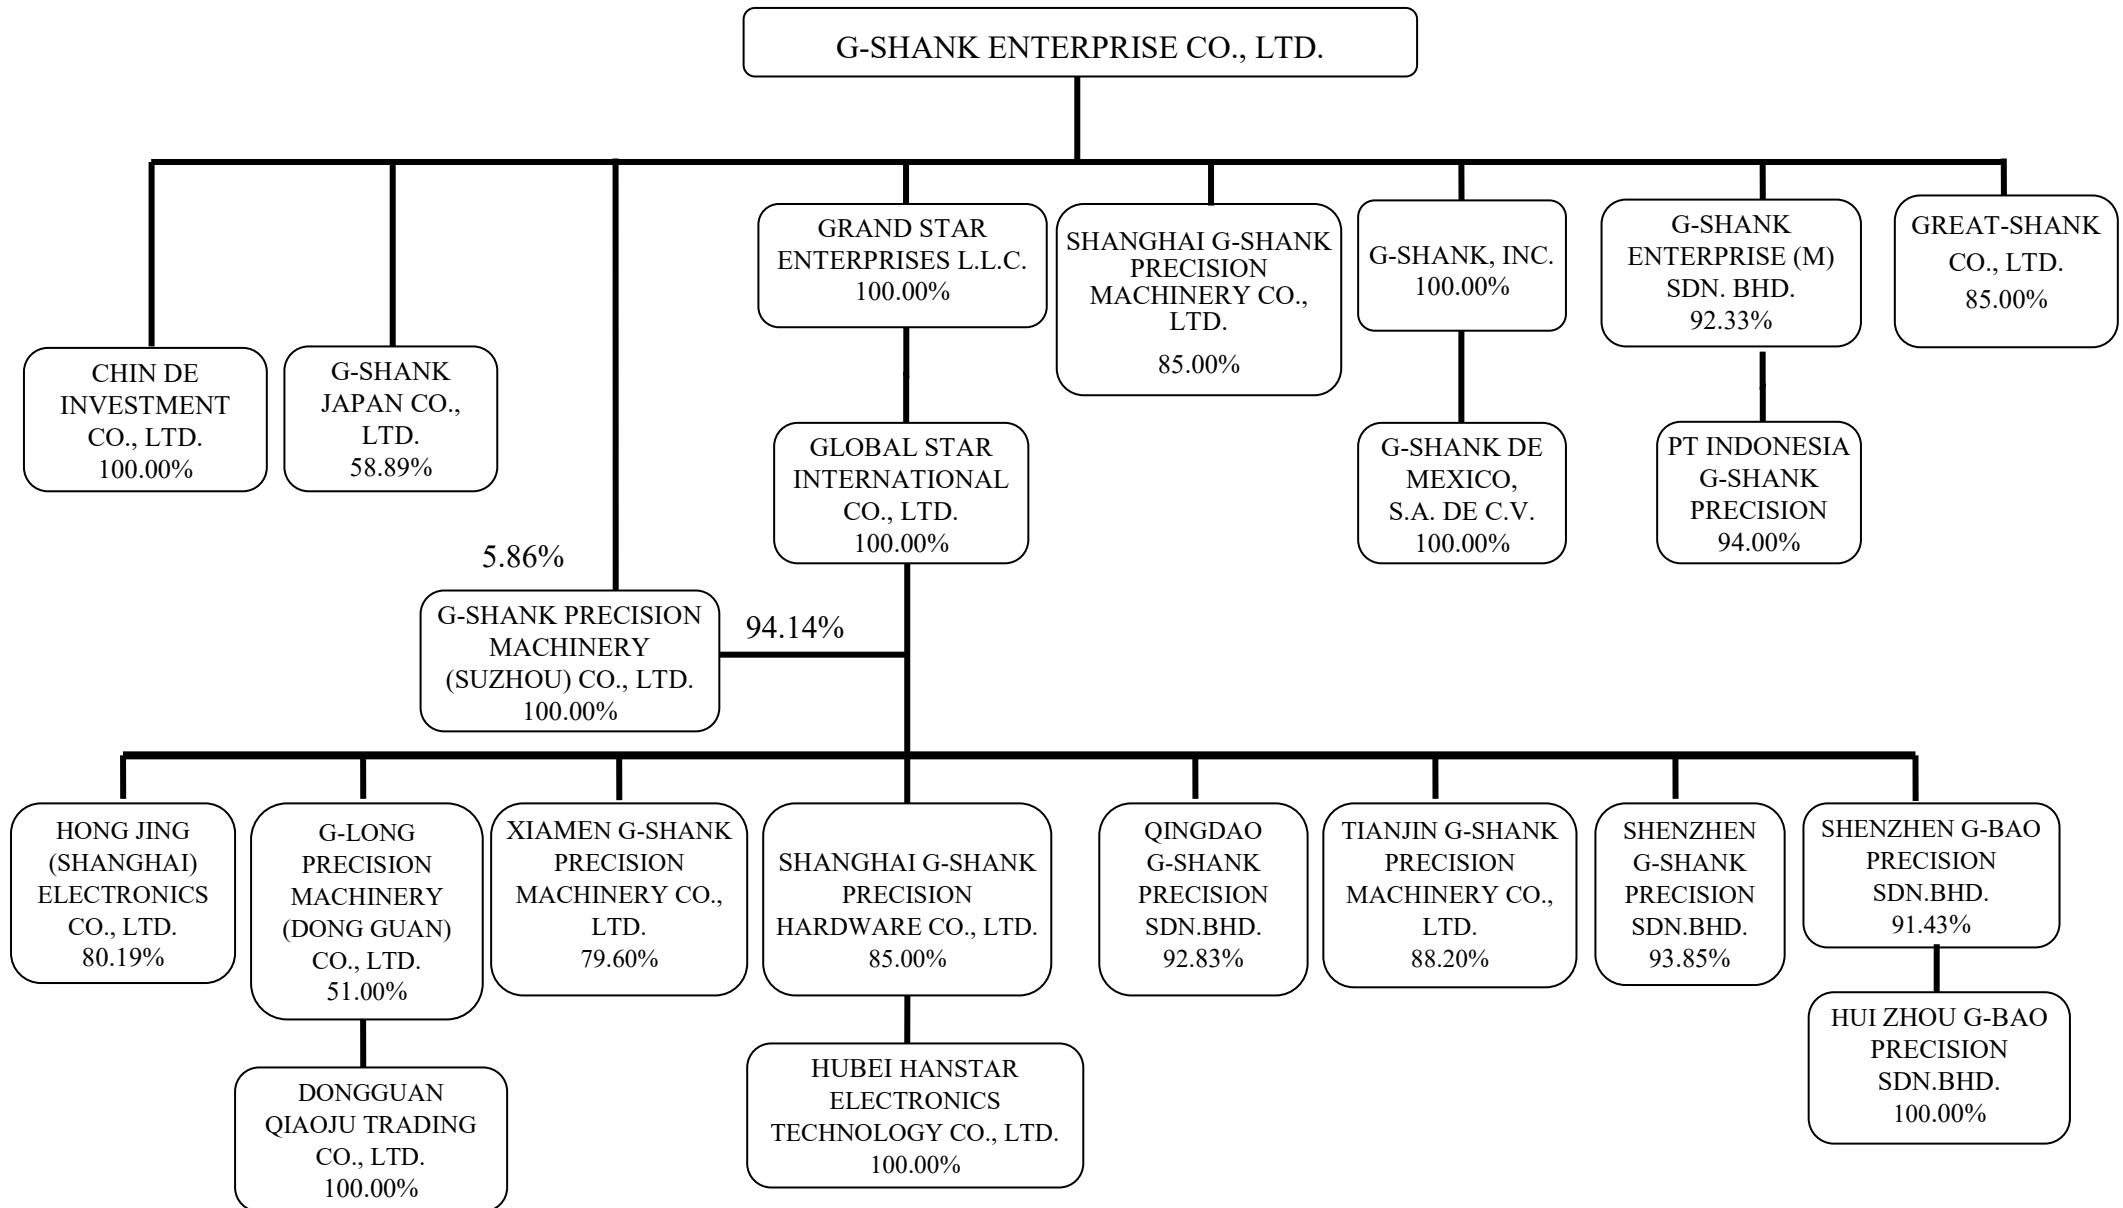 G-SHANK ENTERPRISE CO., LTD.
CHIN DE
INVESTMENT
CO., LTD.
100.00%
G-SHANK
JAPAN CO.,
LTD.
58.89%
GRAND STAR
ENTERPRISES L.L.C.
100.00%
SHANGHAI G-SHANK
PRECISION
MACHINERY CO.,
LTD.
85.00%
G-SHANK, INC.
100.00%
G-SHANK
ENTERPRISE (M)
SDN. BHD.
92.33%
GREAT-SHANK
CO., LTD.
85.00%
GLOBAL STAR
INTERNATIONAL
CO., LTD.
100.00%
G-SHANK DE
MEXICO,
S.A. DE C.V.
100.00%
PT INDONESIA
G-SHANK
PRECISION
94.00%
5.86%
G-SHANK PRECISION
MACHINERY
(SUZHOU) CO., LTD.
100.00%
94.14%
HONG JING
(SHANGHAI)
ELECTRONICS
CO., LTD.
80.19%
G-LONG
PRECISION
MACHINERY
(DONG GUAN)
CO., LTD.
51.00%
XIAMEN G-SHANK
PRECISION
MACHINERY CO.,
LTD.
79.60%
SHANGHAI G-SHANK
PRECISION
HARDWARE CO., LTD.
85.00%
QINGDAO
G-SHANK
PRECISION
SDN.BHD.
92.83%
TIANJIN G-SHANK
PRECISION
MACHINERY CO.,
LTD.
88.20%
SHENZHEN
G-SHANK
PRECISION
SDN.BHD.
93.85%
SHENZHEN G-BAO
PRECISION
SDN.BHD.
91.43%
DONGGUAN
QIAOJU TRADING
CO., LTD.
100.00%
HUBEI HANSTAR
ELECTRONICS
TECHNOLOGY CO., LTD.
100.00%
HUI ZHOU G-BAO
PRECISION
SDN.BHD.
100.00%